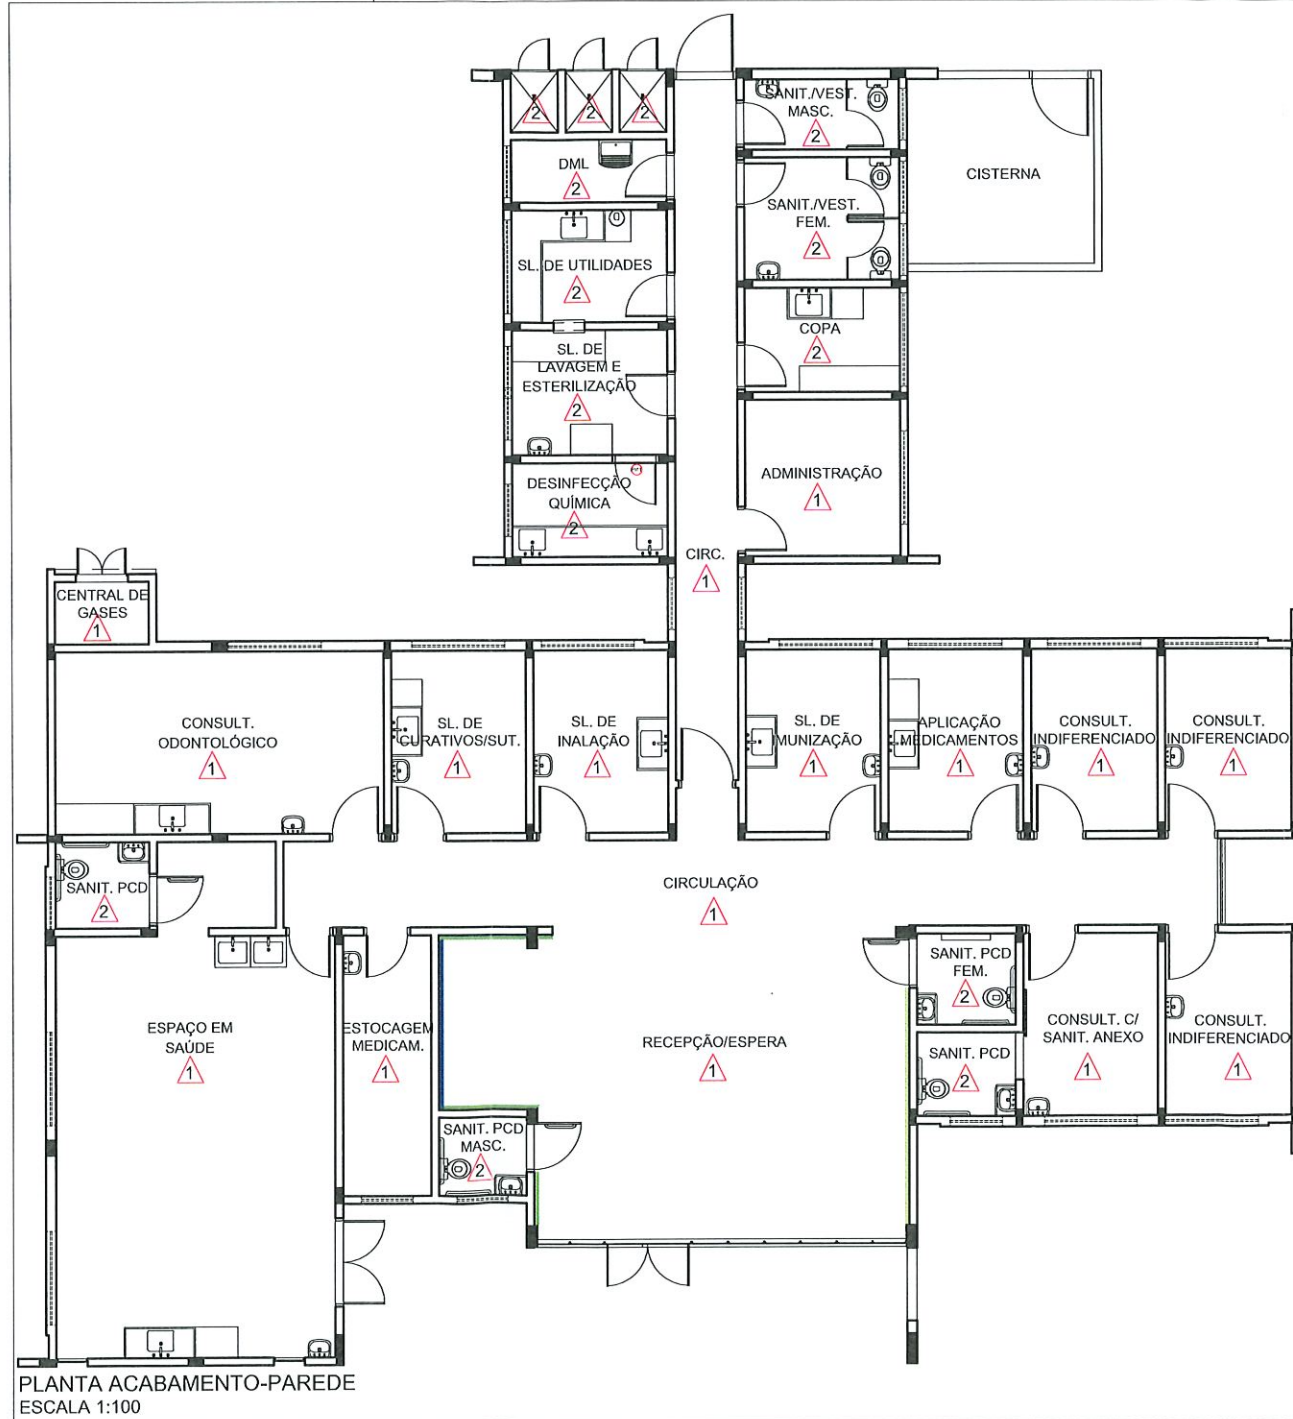 2
2
2
SANIT./VEST.
MASC.
2
DML
2
SANIT./VEST.
FEM.
2
CISTERNA
SL. DE UTILIDADES
2
COPA
2
SL. DE
LAVAGEM E
ESTERILIZAÇÃO
2
ADMINISTRAÇÃO
1
DESINFECÇÃO
QUÍMICA
2
CIRC.
1
CENTRAL DE
GASES
1
CONSULT.
ODONTOLÓGICO
1
SL. DE
CURATIVOS/SUT.
1
SL. DE
INALAÇÃO
1
SL. DE
IMUNIZAÇÃO
1
APLICAÇÃO
MEDICAMENTOS
1
CONSULT.
INDIFERENCIADO
1
CONSULT.
INDIFERENCIADO
1
SANIT. PCD
2
CIRCULAÇÃO
1
SANIT. PCD
FEM.
2
ESPAÇO EM
SAÚDE
1
ESTOCAGEM
MEDICAM.
1
RECEPÇÃO/ESPERA
1
SANIT. PCD
2
CONSULT. C/
SANIT. ANEXO
1
CONSULT.
INDIFERENCIADO
1
SANIT. PCD
MASC.
2
PLANTA ACABAMENTO-PAREDE
ESCALA 1:100